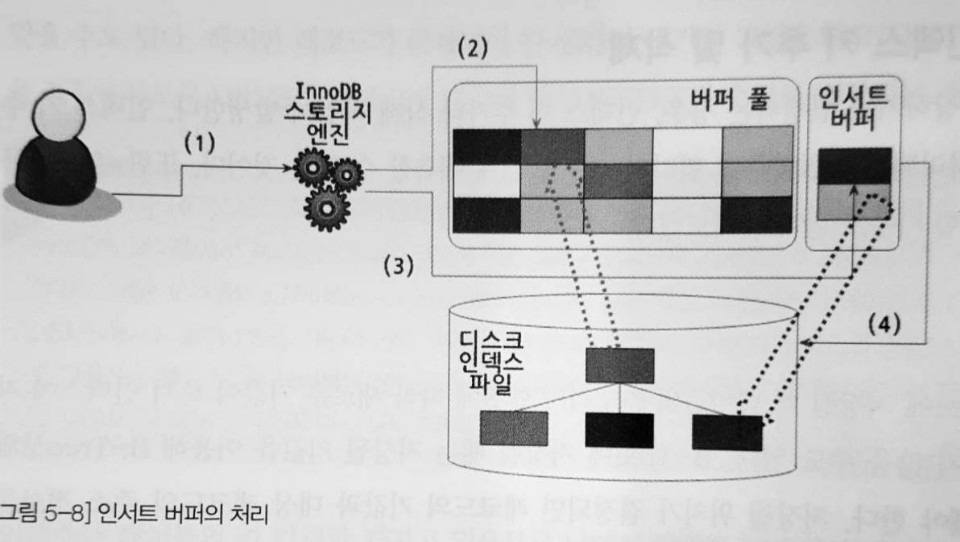 (2)
InnoDB
스토리지
엔진
버퍼 풀
인서트
버퍼
(1)
(3)
(4)
디스크
인덱스
파일
그림 5-8] 인서트 버퍼의 처리